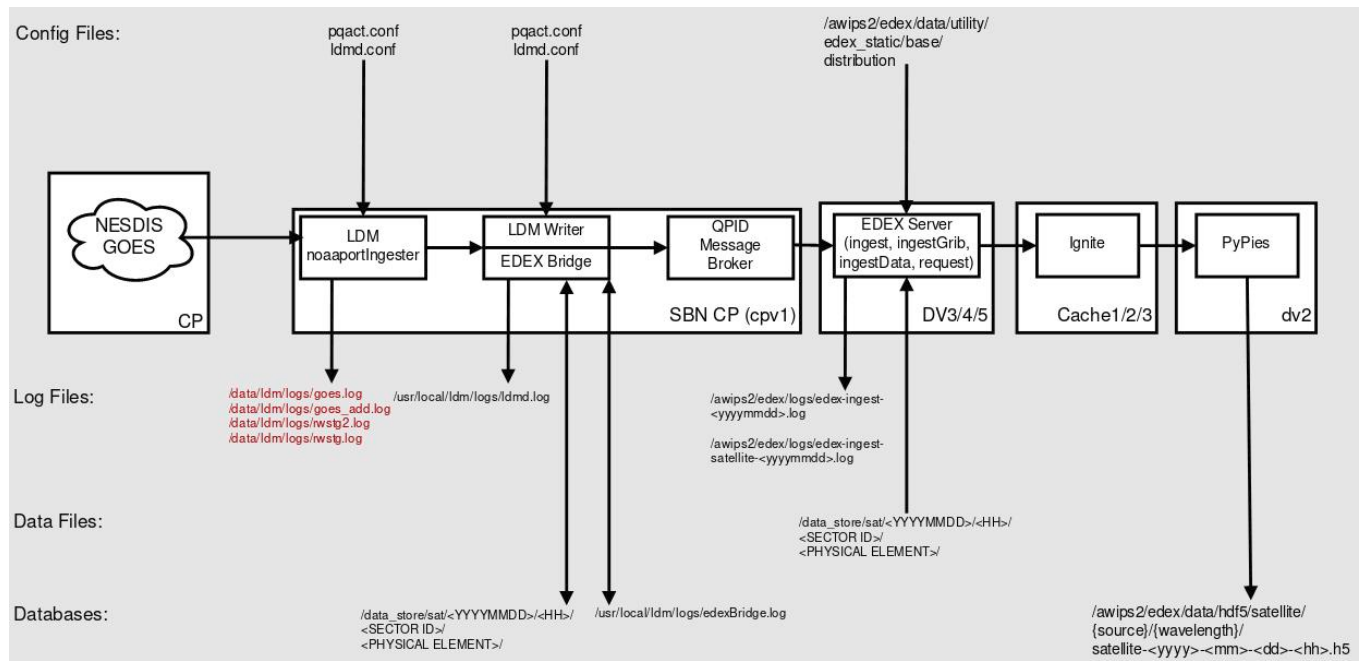 Config Files:
pqact.conf
ldmd.conf
pqact.conf
ldmd.conf
/awips2/edex/data/utility/
edex_static/base/
distribution
NESDIS
GOES
CP
LDM
noaaportIngester
LDM Writer
EDEX Bridge
QPID
Message
Broker
SBN CP (cpv1)
EDEX Server
(ingest, ingestGrib,
ingestData, request)
DV3/4/5
Ignite
Cache1/2/3
PyPies
dv2
Log Files:
/data/ldm/logs/goes.log
/data/ldm/logs/goes_add.log
/data/ldm/logs/rwstg2.log
/data/ldm/logs/rwstg.log
/usr/local/ldm/logs/ldmd.log
/awips2/edex/logs/edex-ingest-
<yyyymmdd>.log
/awips2/edex/logs/edex-ingest-
satellite-<yyyymmdd>.log
Data Files:
/data_store/sat/<YYYYMMDD>/<HH>/
<SECTOR ID>/
<PHYSICAL ELEMENT>/
Databases:
/data_store/sat/<YYYYMMDD>/<HH>/
<SECTOR ID>/
<PHYSICAL ELEMENT>/
/usr/local/ldm/logs/edexBridge.log
/awips2/edex/data/hdf5/satellite/
{source}/{wavelength}/
satellite-<yyyy>-<mm>-<dd>-<hh>.h5